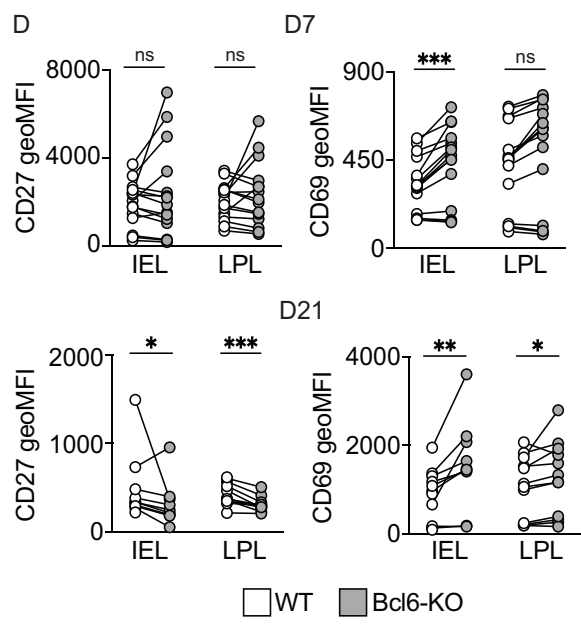 D
D7
ns
ns
8000
4000
0
CD27 geoMFI
IEL
LPL
***
ns
900
450
0
CD69 geoMFI
IEL
LPL
D21
*
***
2000
1000
0
CD27 geoMFI
IEL
LPL
**
*
4000
2000
0
CD69 geoMFI
IEL
LPL
WT
Bcl6-KO